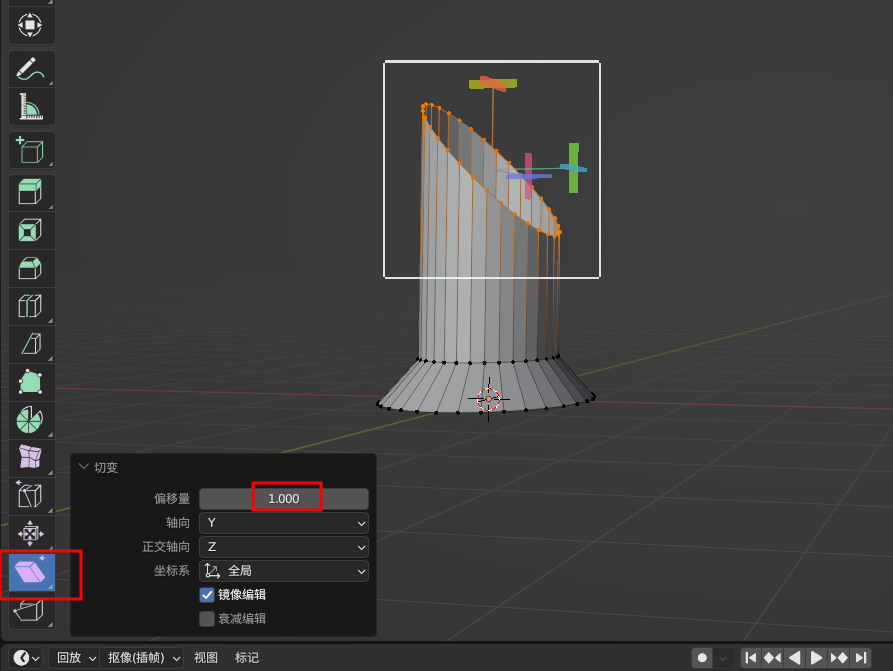 切变
偏移量 1.000
轴向 Y
正交轴向 Z
坐标系 全局
镜像编辑
衰减编辑
回放 抠像(插帧) 视图 标记